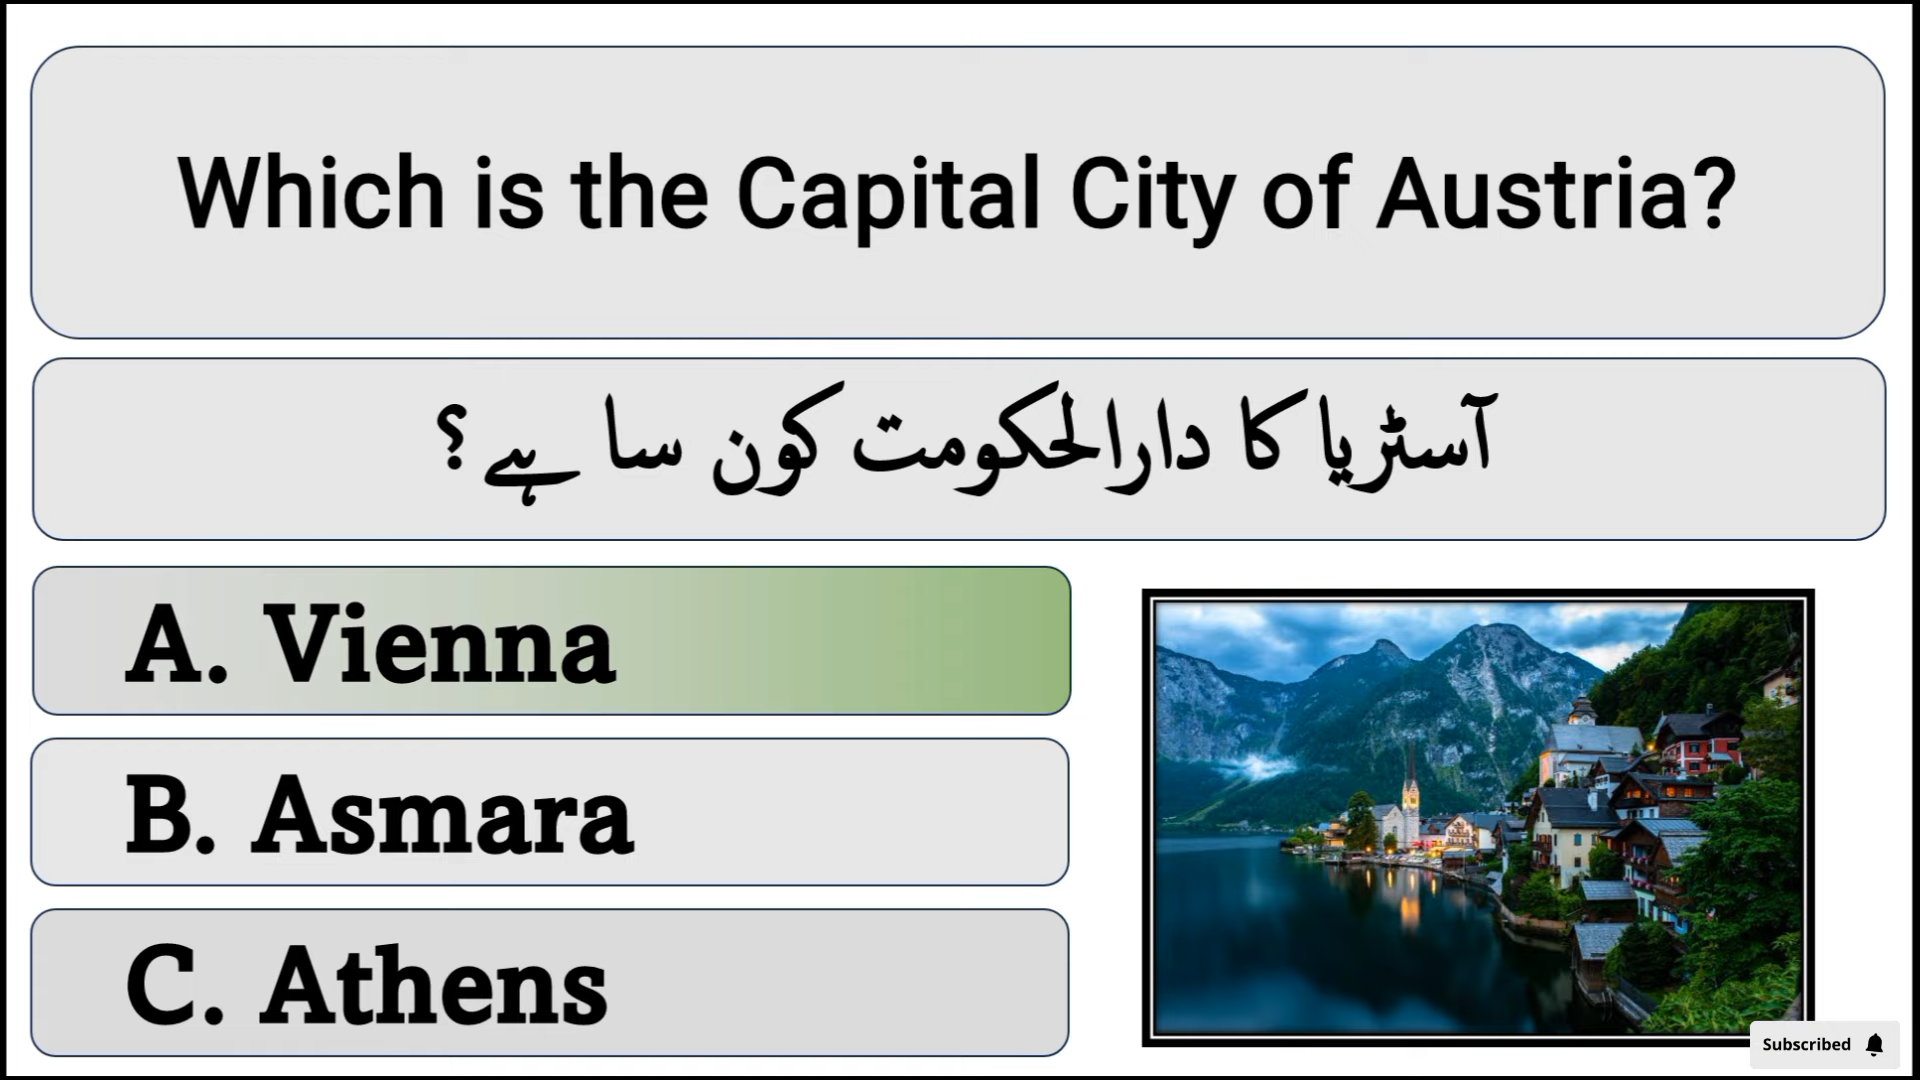 Which is the Capital City of Austria?
آسٹریا کا دارالحکومت کون سا ہے؟
A. Vienna
B. Asmara
C. Athens
Subscribed